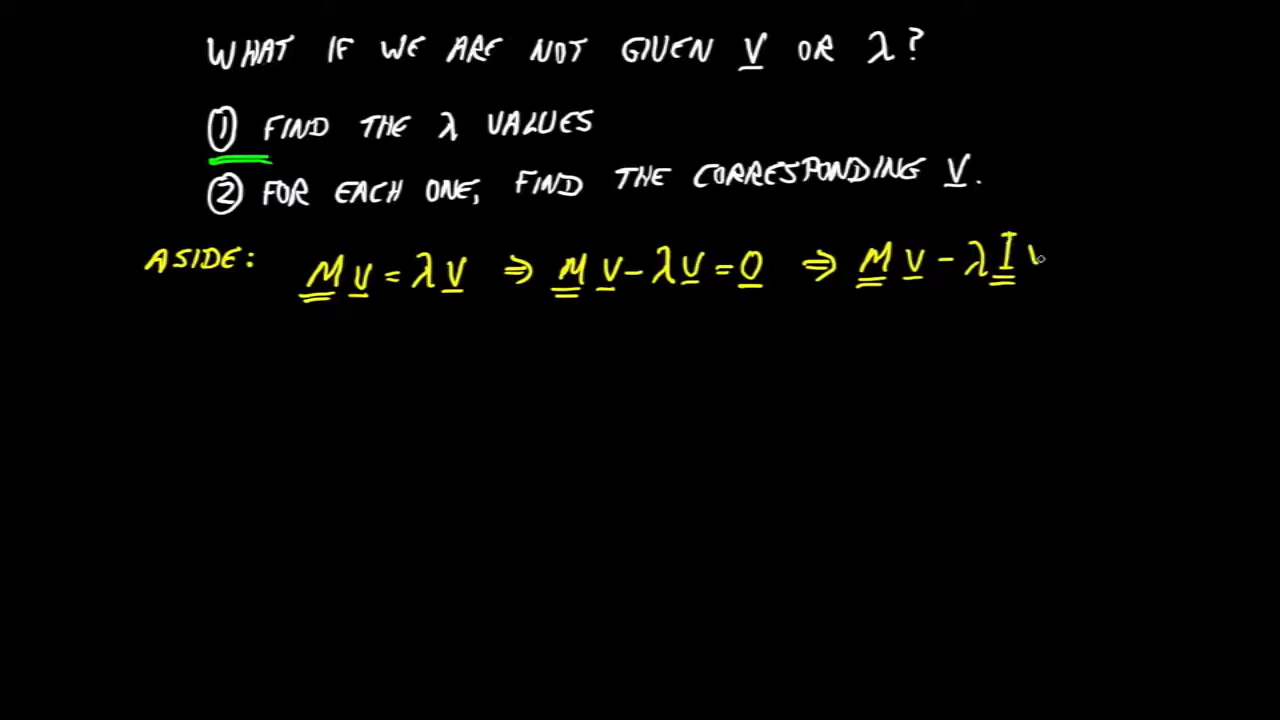 WHAT IF WE ARE NOT GIVEN V OR λ?
① FIND THE λ VALUES
② FOR EACH ONE, FIND THE CORRESPONDING V.
ASIDE: M V = λ V ⇒ M V - λ V = 0 ⇒ M V - λ I V